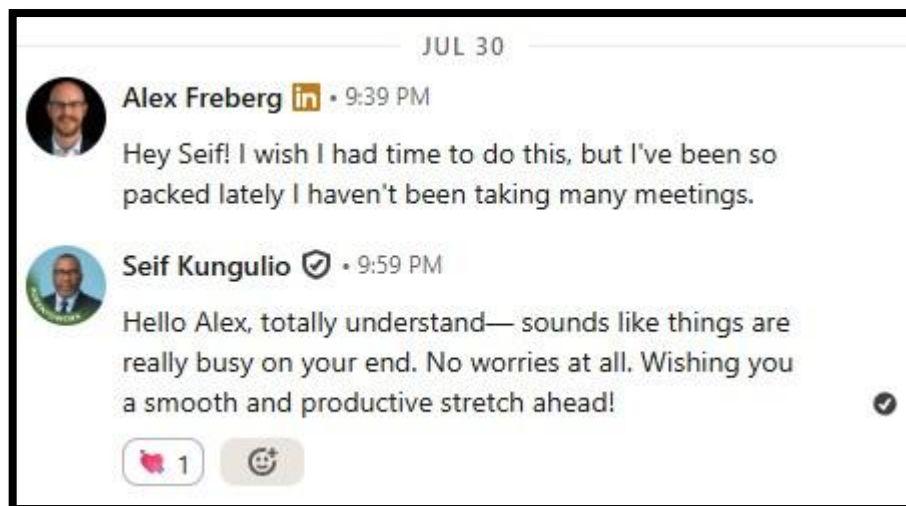 JUL 30
Alex Freberg in • 9:39 PM
Hey Seif! I wish I had time to do this, but I've been so
packed lately I haven't been taking many meetings.
Seif Kungulio • 9:59 PM
Hello Alex, totally understand— sounds like things are
really busy on your end. No worries at all. Wishing you
a smooth and productive stretch ahead!
1